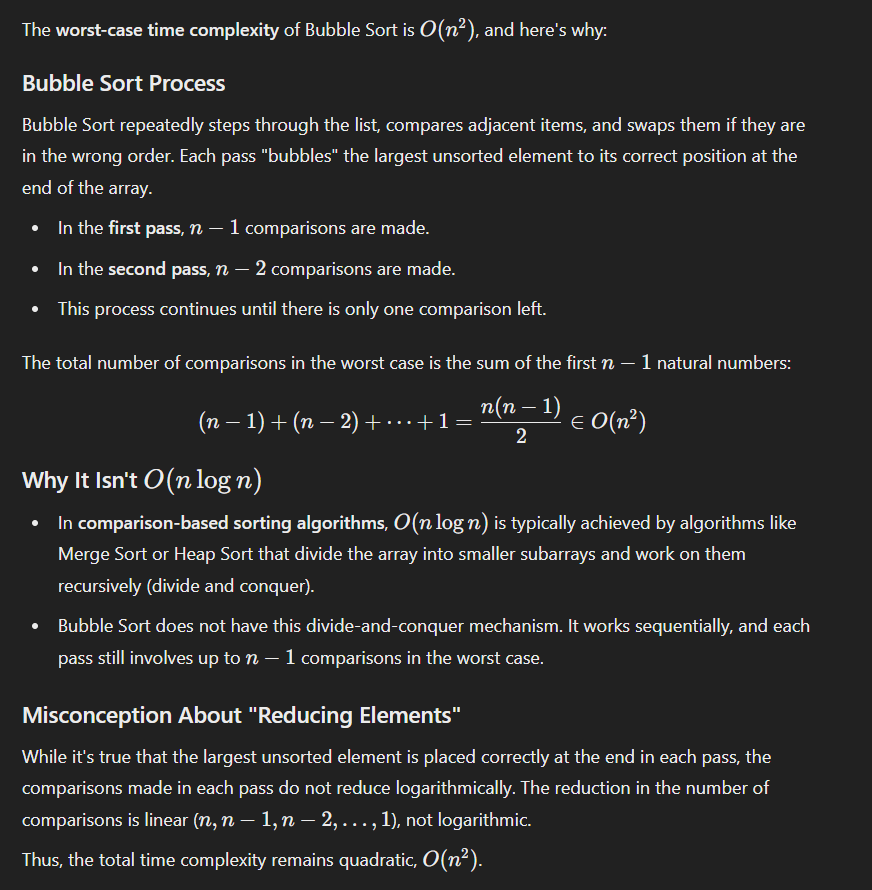 The worst-case time complexity of Bubble Sort is O(n²), and here's why:
Bubble Sort Process
Bubble Sort repeatedly steps through the list, compares adjacent items, and swaps them if they are
in the wrong order. Each pass "bubbles" the largest unsorted element to its correct position at the
end of the array.
• In the first pass, n − 1 comparisons are made.
• In the second pass, n − 2 comparisons are made.
• This process continues until there is only one comparison left.
The total number of comparisons in the worst case is the sum of the first n − 1 natural numbers:
(n − 1) + (n − 2) + ⋯ + 1 = n(n − 1)/2 ∈ O(n²)
Why It Isn't O(n log n)
• In comparison-based sorting algorithms, O(n log n) is typically achieved by algorithms like
Merge Sort or Heap Sort that divide the array into smaller subarrays and work on them
recursively (divide and conquer).
• Bubble Sort does not have this divide-and-conquer mechanism. It works sequentially, and each
pass still involves up to n − 1 comparisons in the worst case.
Misconception About "Reducing Elements"
While it's true that the largest unsorted element is placed correctly at the end in each pass, the
comparisons made in each pass do not reduce logarithmically. The reduction in the number of
comparisons is linear (n, n − 1, n − 2, . . . , 1), not logarithmic.
Thus, the total time complexity remains quadratic, O(n²).